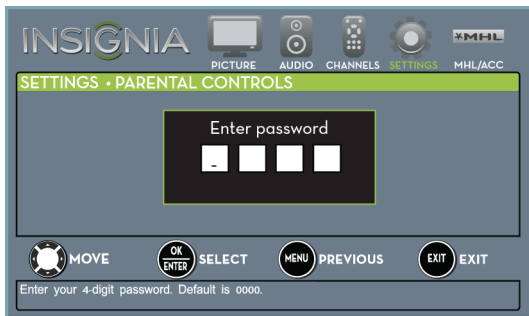 INSIGNIA
PICTURE AUDIO CHANNELS SETTINGS MHL/ACC
MHL
SETTINGS • PARENTAL CONTROLS
Enter password
_
MOVE OK/ENTER SELECT MENU PREVIOUS EXIT EXIT
Enter your 4-digit password. Default is 0000.